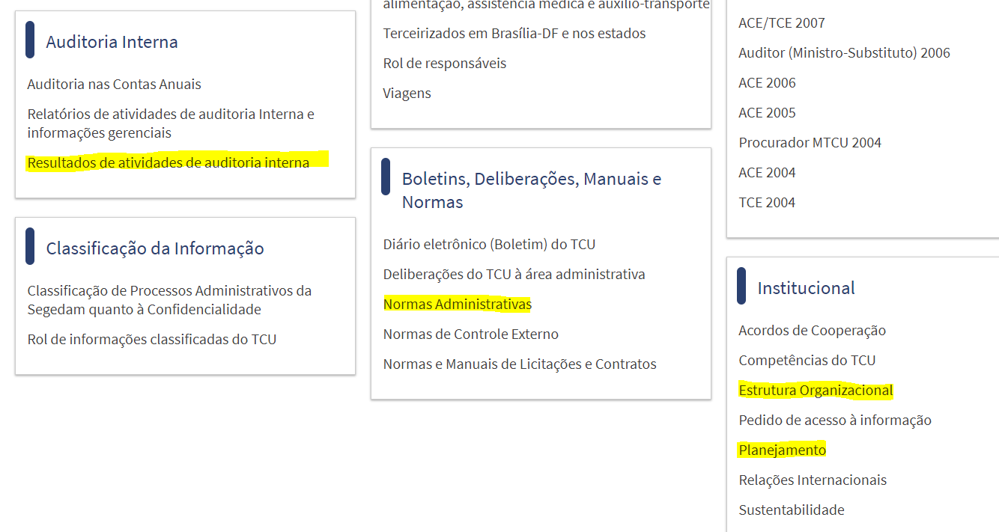 Auditoria Interna
Auditoria nas Contas Anuais
Relatórios de atividades de auditoria Interna e
informações gerenciais
Resultados de atividades de auditoria interna
Classificação da Informação
Classificação de Processos Administrativos da
Segedam quanto à Confidencialidade
Rol de informações classificadas do TCU
alimentação, assistência médica e auxílio-transporte
Terceirizados em Brasília-DF e nos estados
Rol de responsáveis
Viagens
Boletins, Deliberações, Manuais e
Normas
Diário eletrônico (Boletim) do TCU
Deliberações do TCU à área administrativa
Normas Administrativas
Normas de Controle Externo
Normas e Manuais de Licitações e Contratos
ACE/TCE 2007
Auditor (Ministro-Substituto) 2006
ACE 2006
ACE 2005
Procurador MTCU 2004
ACE 2004
TCE 2004
Institucional
Acordos de Cooperação
Competências do TCU
Estrutura Organizacional
Pedido de acesso à informação
Planejamento
Relações Internacionais
Sustentabilidade